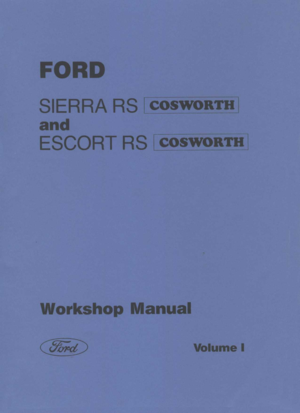 FORD
SIERRA RS COSWORTH
and
ESCORT RS COSWORTH
Workshop Manual
Ford
Volume I